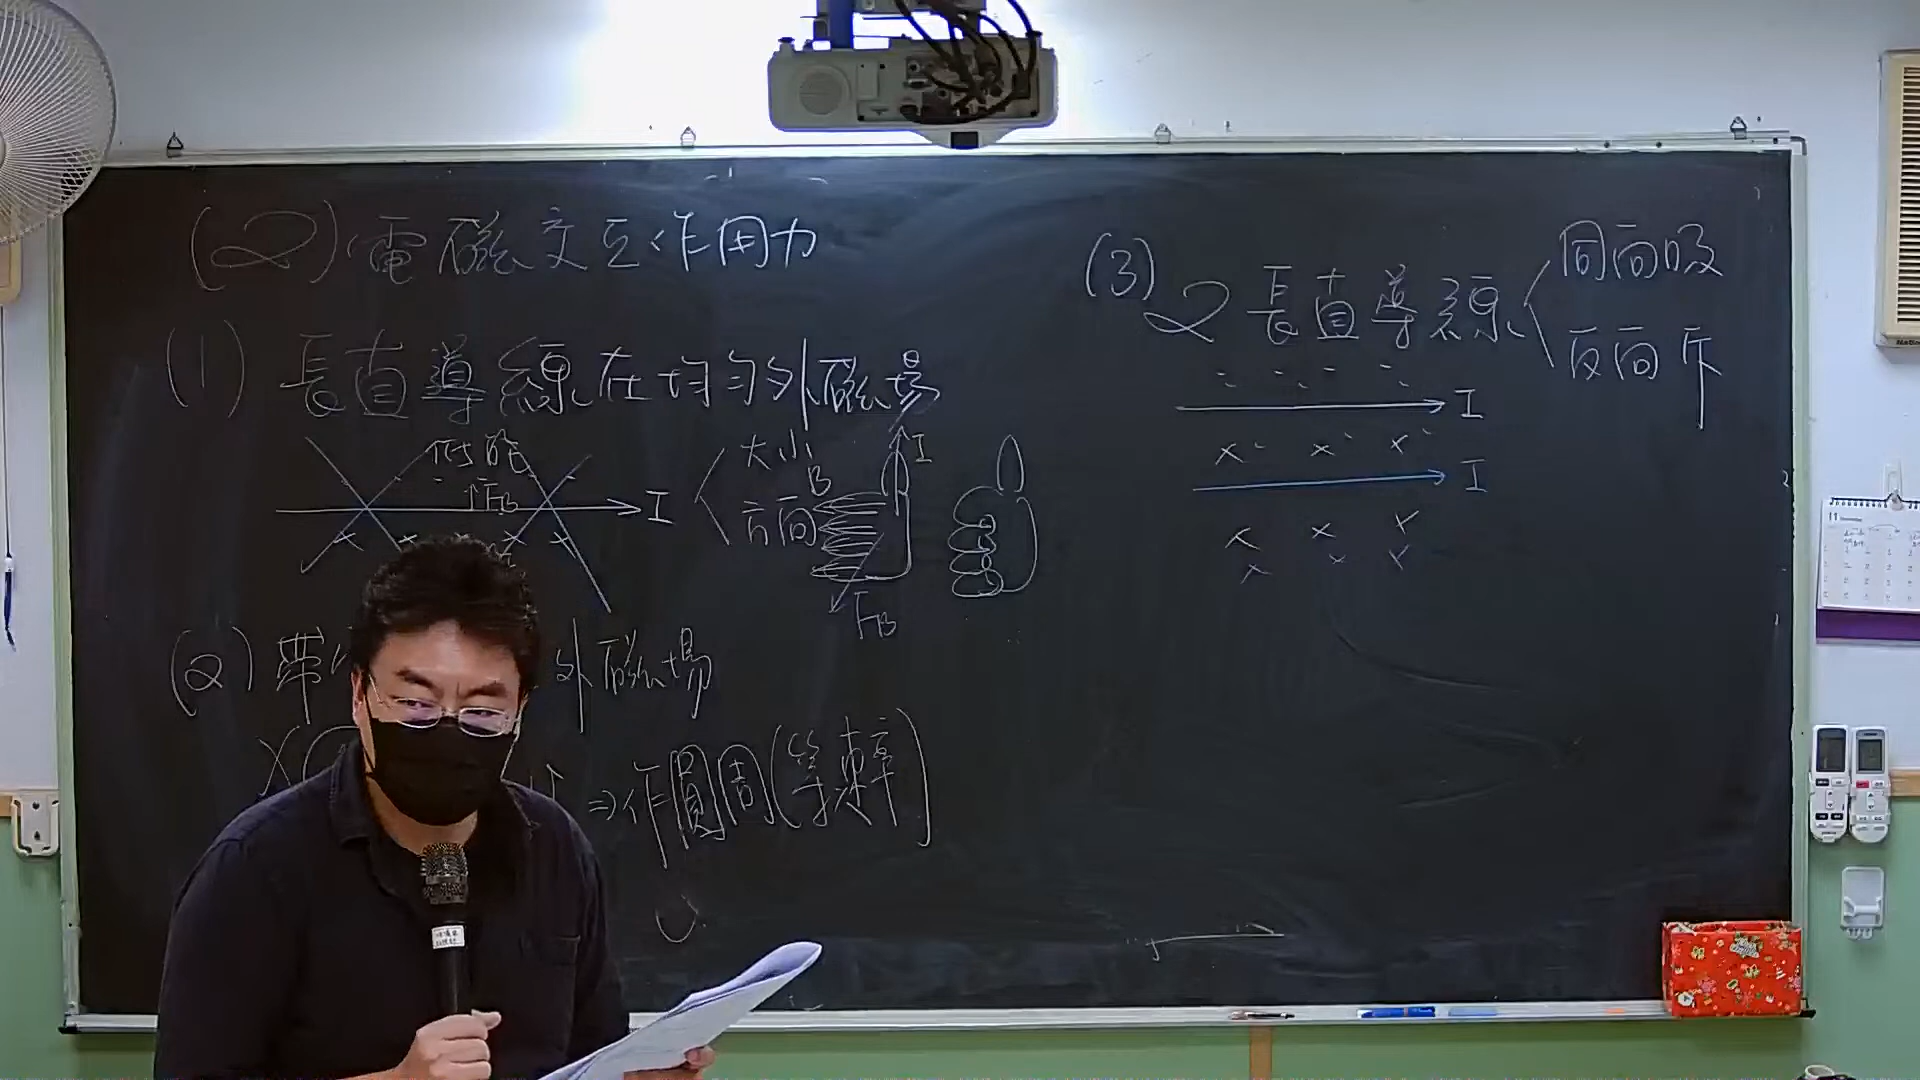 (2) 電磁交互作用力
(1) 長直導線在均勻外磁場
I
F_B
大小
方向
B
I
F_B
(2) 帶
外磁場
⇒作圓周(等速率)
(3) 2長直導線
同向吸
反向斥
I
I